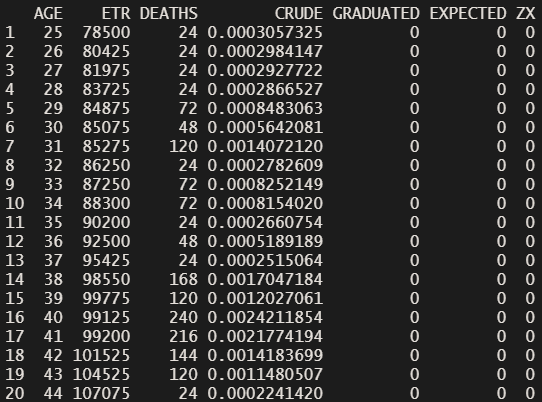 AGE ETR DEATHS CRUDE GRADUATED EXPECTED ZX
1 25 78500 24 0.0003057325 0 0 0
2 26 80425 24 0.0002984147 0 0 0
3 27 81975 24 0.0002927722 0 0 0
4 28 83725 24 0.0002866527 0 0 0
5 29 84875 72 0.0008483063 0 0 0
6 30 85075 48 0.0005642081 0 0 0
7 31 85275 120 0.0014072120 0 0 0
8 32 86250 24 0.0002782609 0 0 0
9 33 87250 72 0.0008252149 0 0 0
10 34 88300 72 0.0008154020 0 0 0
11 35 90200 24 0.0002660754 0 0 0
12 36 92500 48 0.0005189189 0 0 0
13 37 95425 24 0.0002515064 0 0 0
14 38 98550 168 0.0017047184 0 0 0
15 39 99775 120 0.0012027061 0 0 0
16 40 99125 240 0.0024211854 0 0 0
17 41 99200 216 0.0021774194 0 0 0
18 42 101525 144 0.0014183699 0 0 0
19 43 104525 120 0.0011480507 0 0 0
20 44 107075 24 0.0002241420 0 0 0